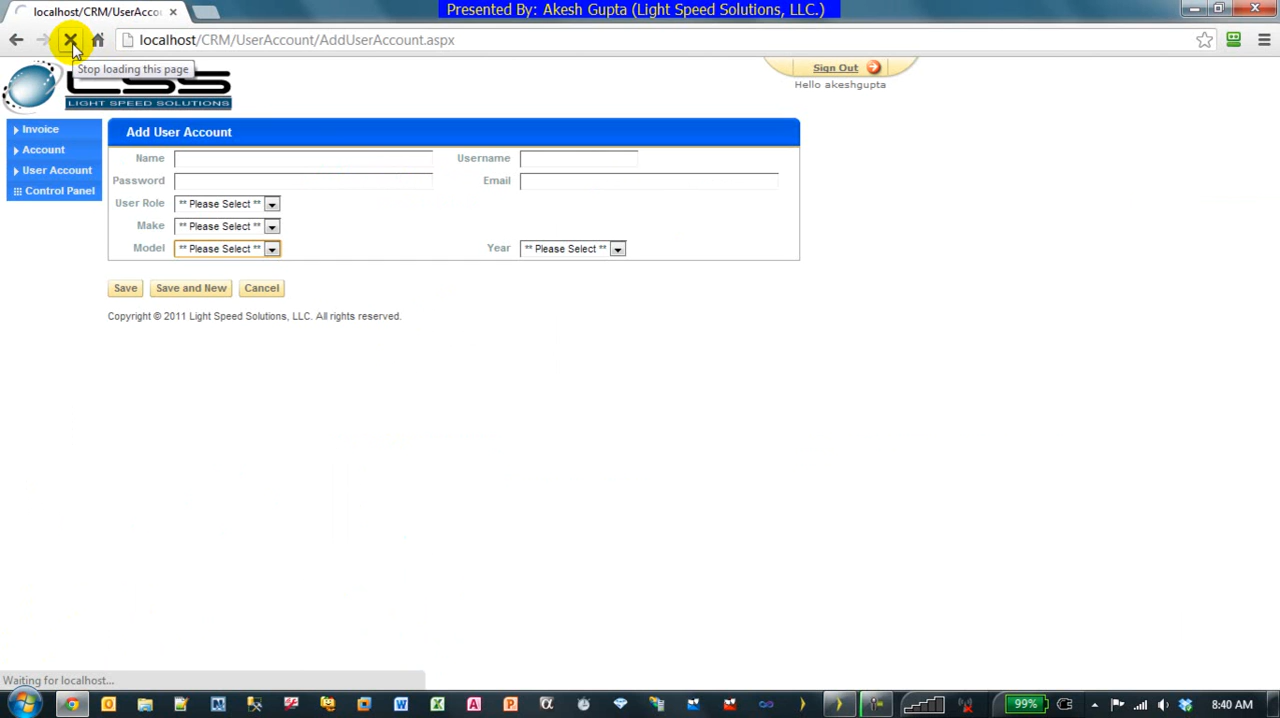 localhost/CRM/UserAcco
Presented By: Akesh Gupta (Light Speed Solutions, LLC.)
localhost/CRM/UserAccount/AddUserAccount.aspx
Stop loading this page
LSS
LIGHT SPEED SOLUTIONS
Sign Out
Hello akeshgupta
Invoice
Account
User Account
Control Panel
Add User Account
Name
Username
Password
Email
User Role ** Please Select **
Make ** Please Select **
Model ** Please Select ** Year ** Please Select **
Save Save and New Cancel
Copyright © 2011 Light Speed Solutions, LLC. All rights reserved.
Waiting for localhost...
99%
8:40 AM